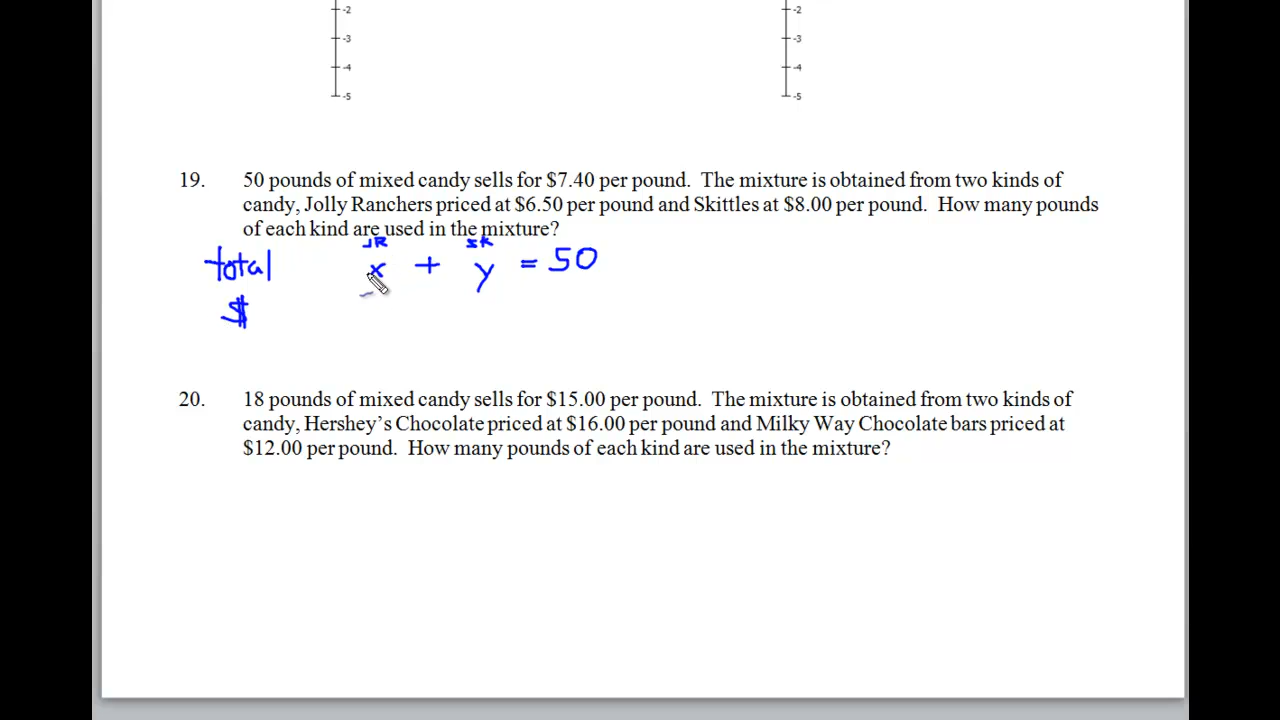 -2 -2
-3 -3
-4 -4
-5 -5
19. 50 pounds of mixed candy sells for $7.40 per pound. The mixture is obtained from two kinds of
candy, Jolly Ranchers priced at $6.50 per pound and Skittles at $8.00 per pound. How many pounds
of each kind are used in the mixture?
JR SK
total x + y = 50
$
20. 18 pounds of mixed candy sells for $15.00 per pound. The mixture is obtained from two kinds of
candy, Hershey’s Chocolate priced at $16.00 per pound and Milky Way Chocolate bars priced at
$12.00 per pound. How many pounds of each kind are used in the mixture?